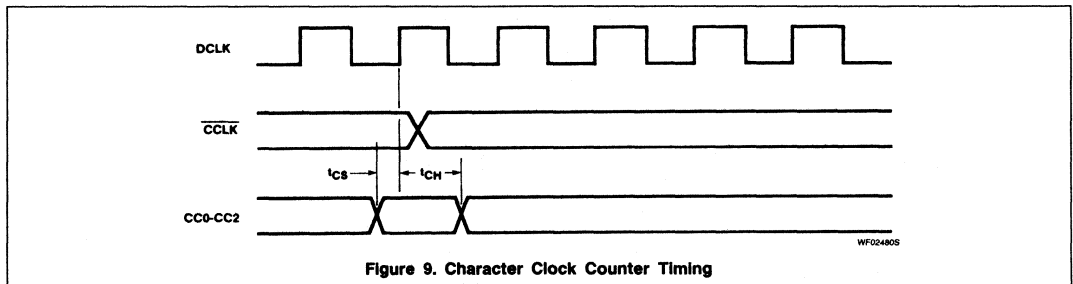 DCLK
CCLK
tCS
tCH
CC0-CC2
WF02480S
Figure 9. Character Clock Counter Timing